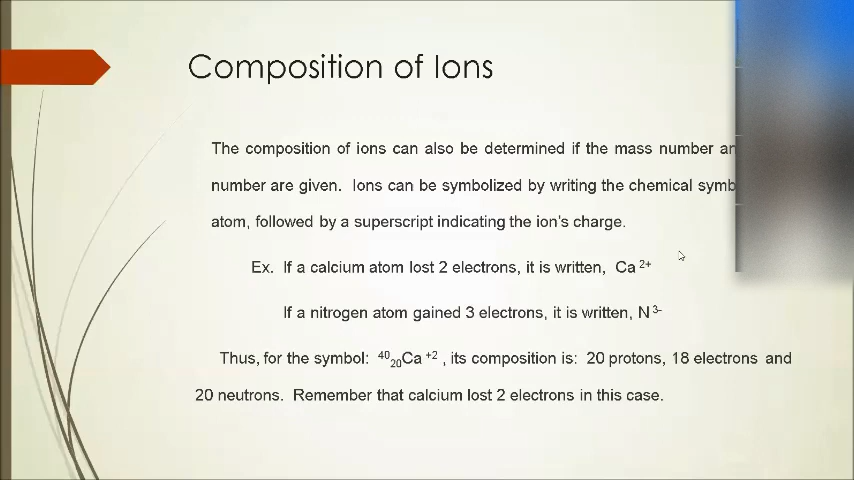 Composition of Ions
The composition of ions can also be determined if the mass number
number are given. Ions can be symbolized by writing the chemical
atom, followed by a superscript indicating the ion's charge.
Ex. If a calcium atom lost 2 electrons, it is written, Ca ²⁺
If a nitrogen atom gained 3 electrons, it is written, N ³⁻
Thus, for the symbol: ⁴⁰₂₀Ca ⁺² , its composition is: 20 protons, 18 electrons and
20 neutrons. Remember that calcium lost 2 electrons in this case.